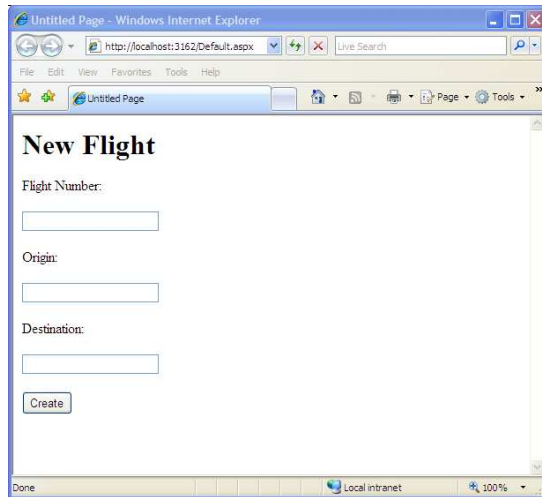 Untitled Page - Windows Internet Explorer
http://localhost:3162/Default.aspx Live Search
File Edit View Favorites Tools Help
Untitled Page Page Tools »
New Flight
Flight Number:
Origin:
Destination:
Create
Done Local intranet 100%